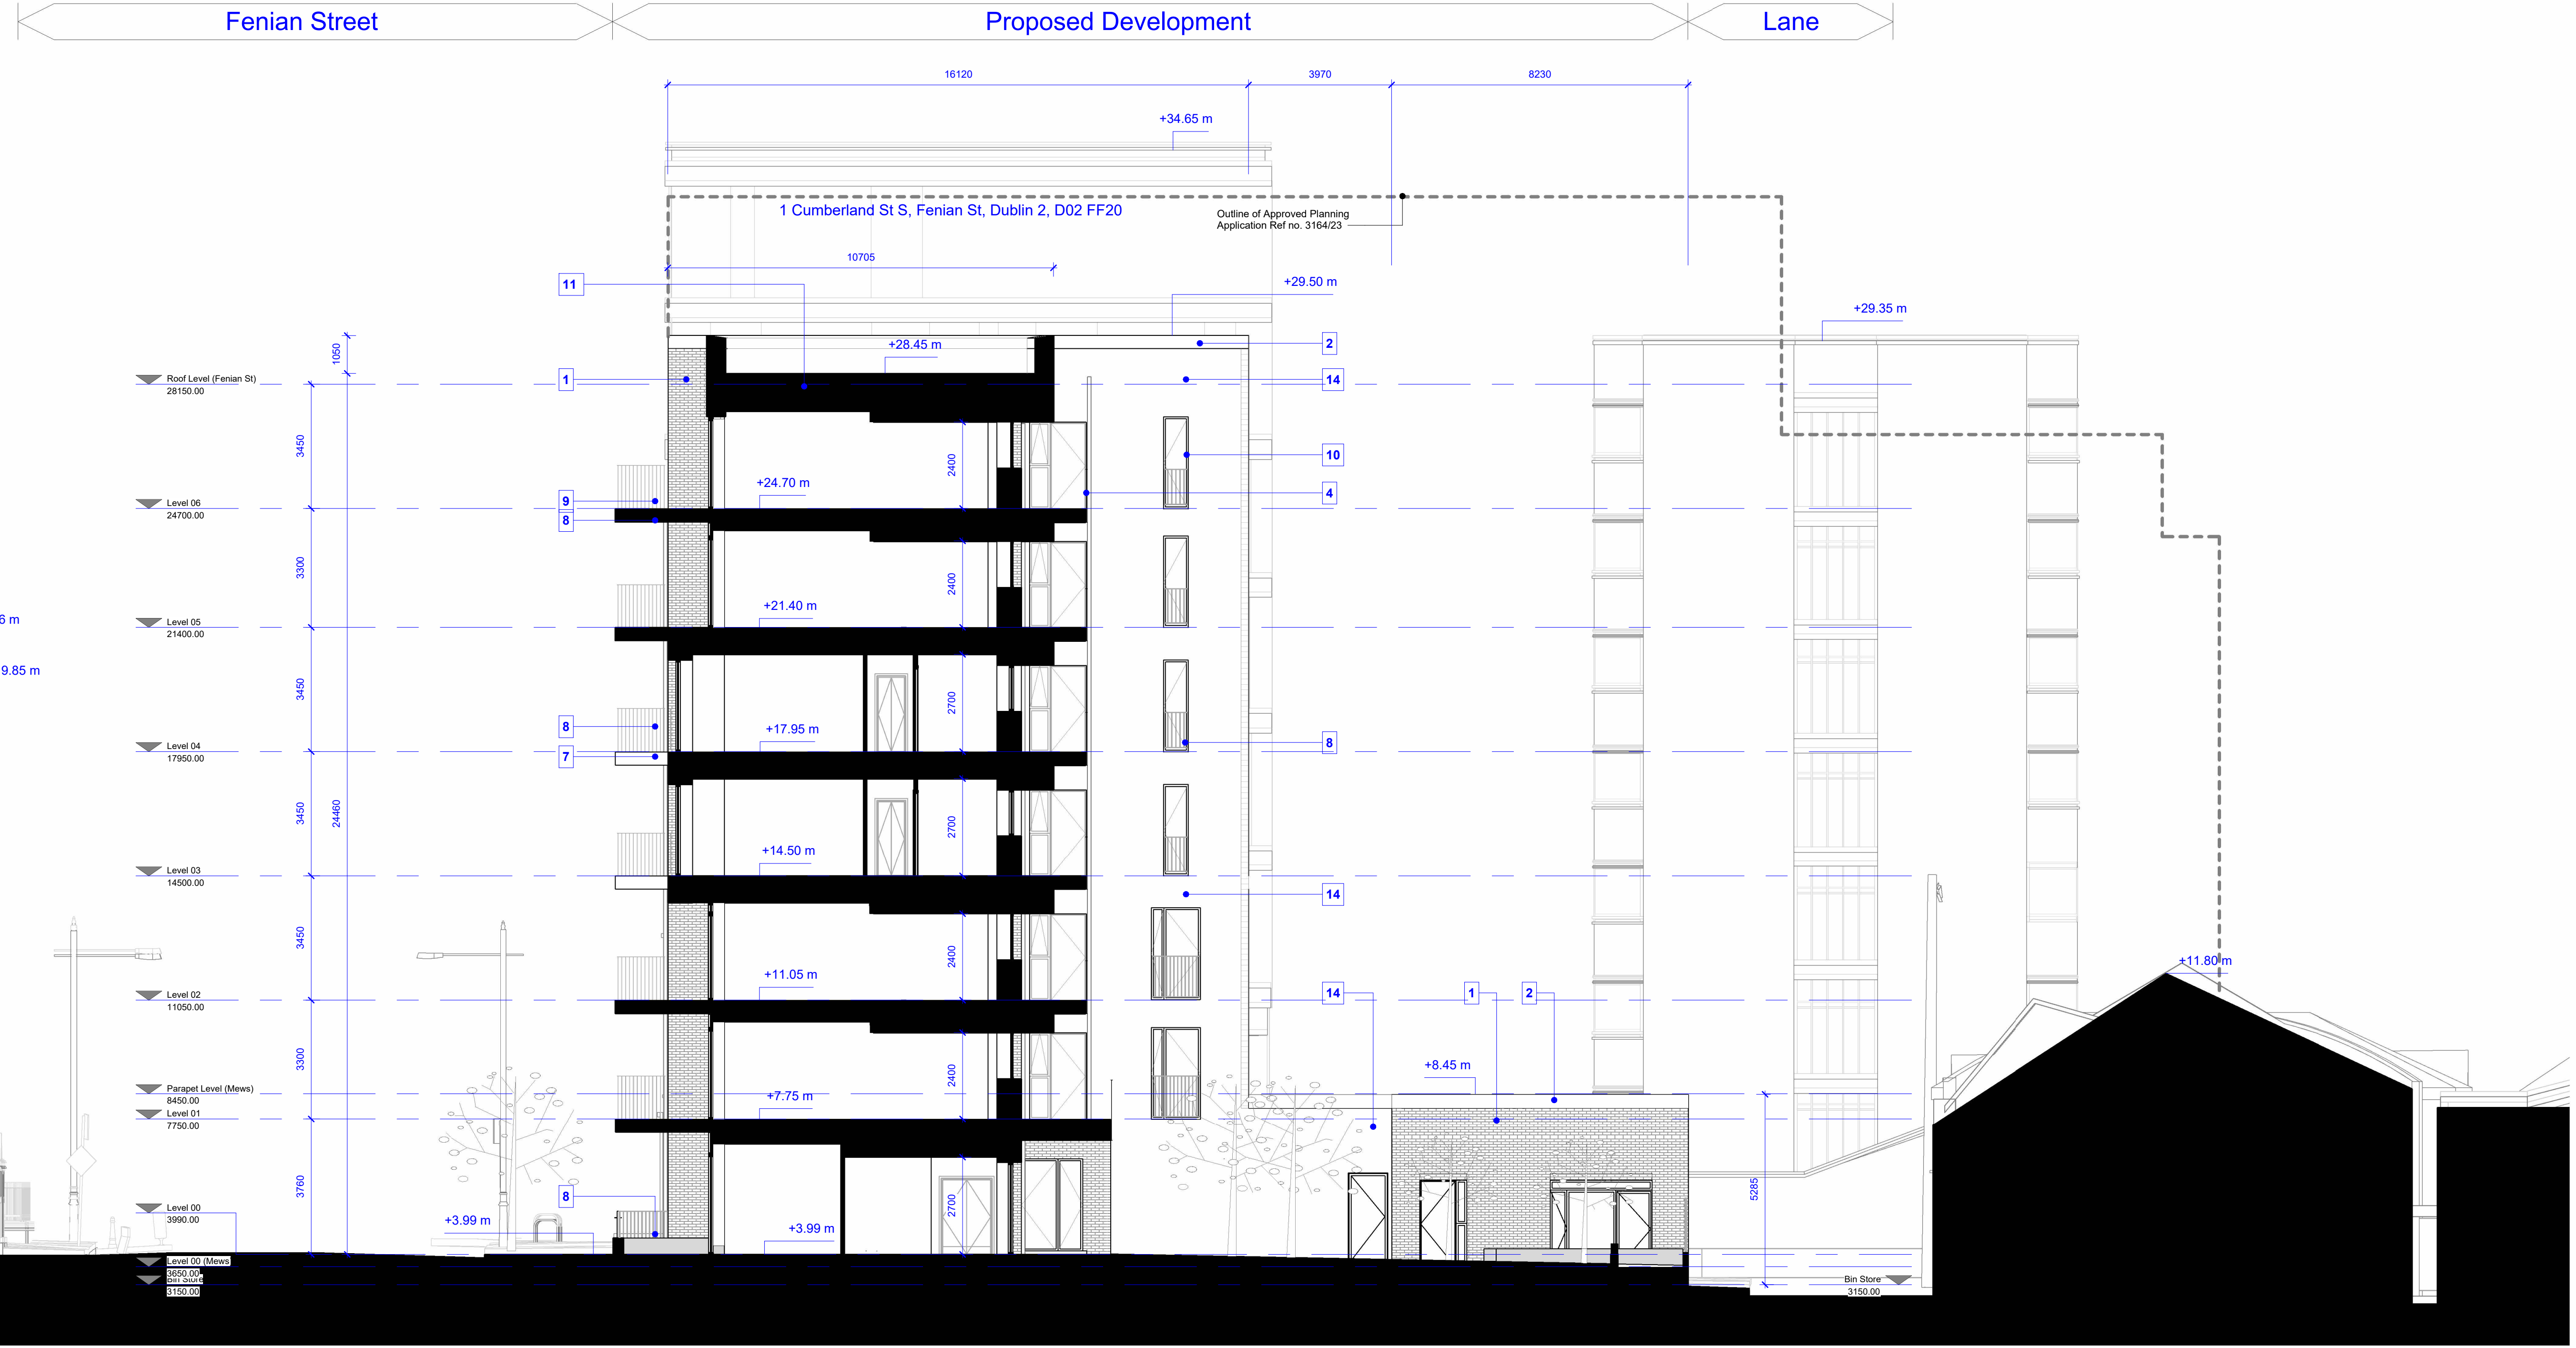 Fenian Street
Proposed Development
Lane
16120
3970
8230
+34.65 m
1 Cumberland St S, Fenian St, Dublin 2, D02 FF20
Outline of Approved Planning
Application Ref no. 3164/23
10705
11
+29.50 m
+29.35 m
1050
+28.45 m
2
Roof Level (Fenian St)
28150.00
1
14
3450
2400
10
+24.70 m
4
Level 06
24700.00
9
8
3300
2400
+21.40 m
6 m
Level 05
21400.00
9.85 m
3450
2700
8
+17.95 m
8
Level 04
17950.00
7
3450
24460
2700
+14.50 m
Level 03
14500.00
14
3450
2400
+11.80 m
+11.05 m
Level 02
11050.00
14
1
2
3300
2400
+8.45 m
Parapet Level (Mews)
8450.00
+7.75 m
Level 01
7750.00
3760
2700
5285
8
Level 00
3990.00
+3.99 m
+3.99 m
Level 00 (Mews
3650.00
Bin Store
3150.00
Bin Store
3150.00